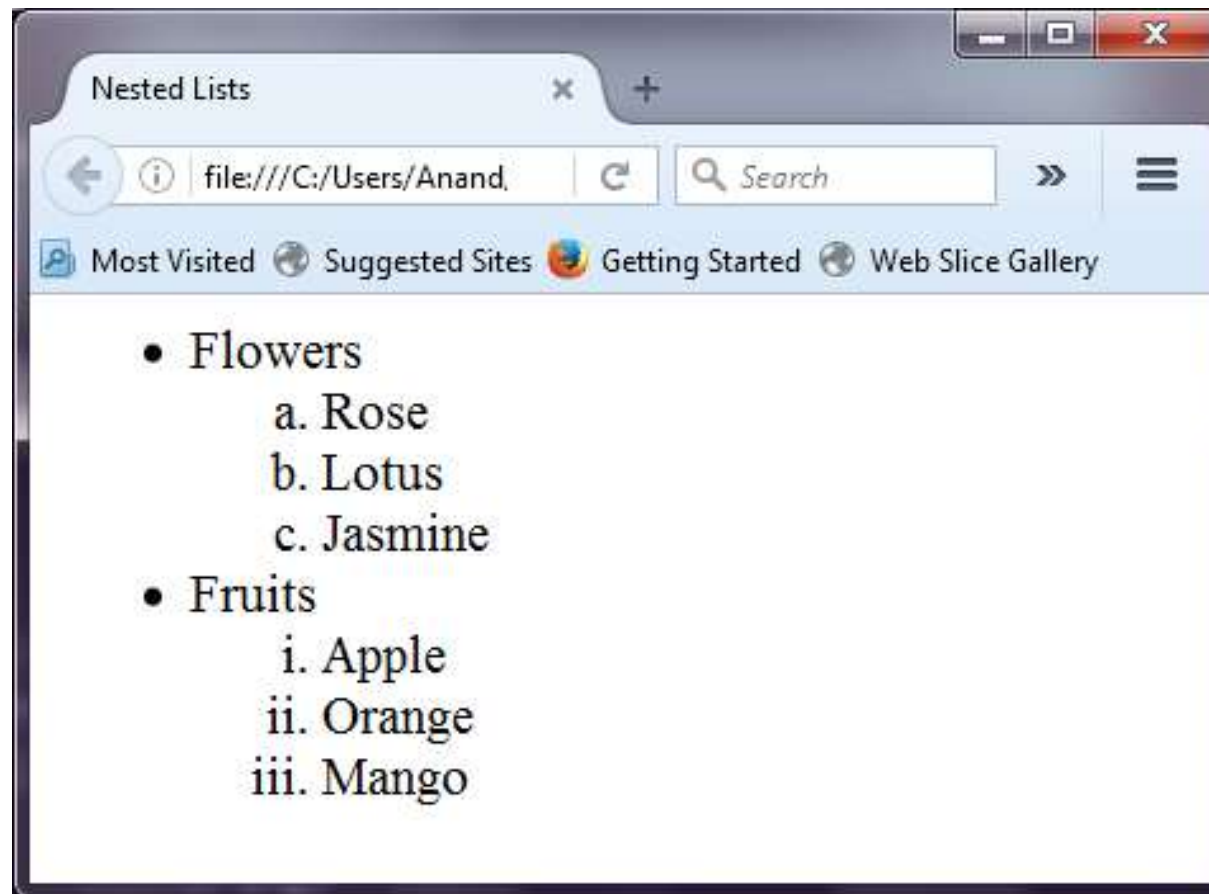 Nested Lists
file:///C:/Users/Anand, Search
Most Visited Suggested Sites Getting Started Web Slice Gallery
• Flowers
a. Rose
b. Lotus
c. Jasmine
• Fruits
i. Apple
ii. Orange
iii. Mango